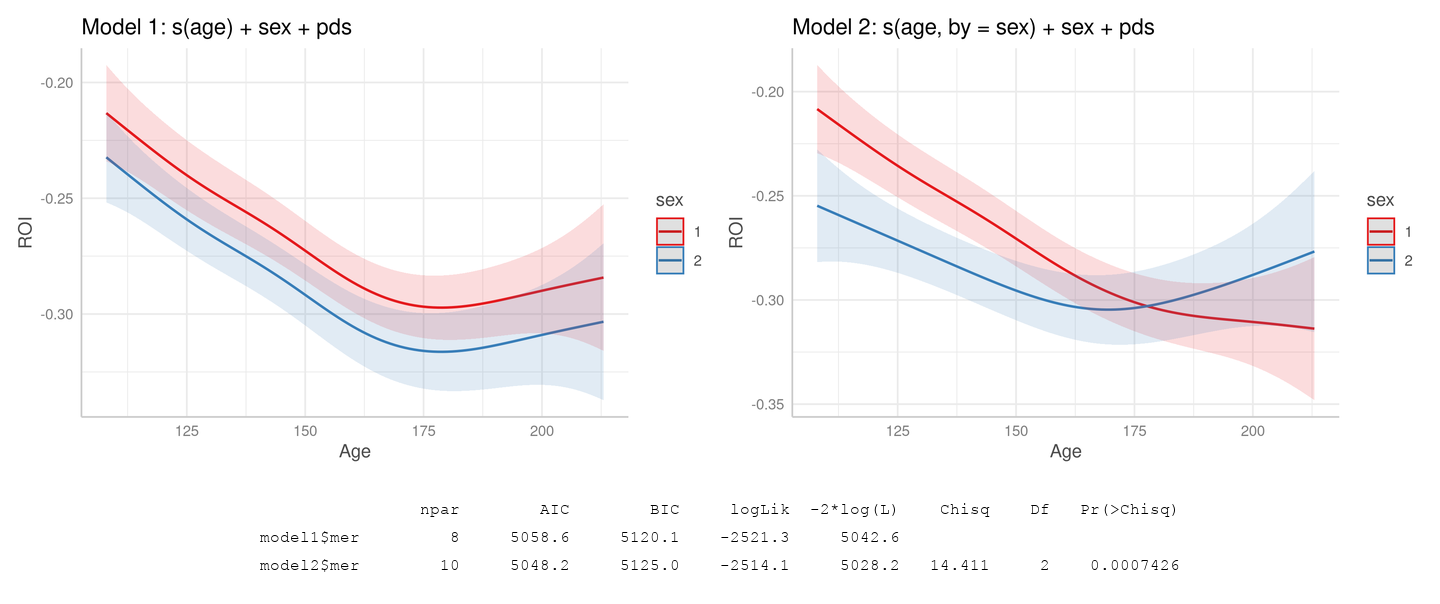 Model 1: s(age) + sex + pds
-0.20
-0.25
-0.30
ROI
125 150 175 200
Age
sex
1
2
Model 2: s(age, by = sex) + sex + pds
-0.20
-0.25
-0.30
-0.35
ROI
125 150 175 200
Age
sex
1
2
npar AIC BIC logLik -2*log(L) Chisq Df Pr(>Chisq)
model1$mer 8 5058.6 5120.1 -2521.3 5042.6
model2$mer 10 5048.2 5125.0 -2514.1 5028.2 14.411 2 0.0007426